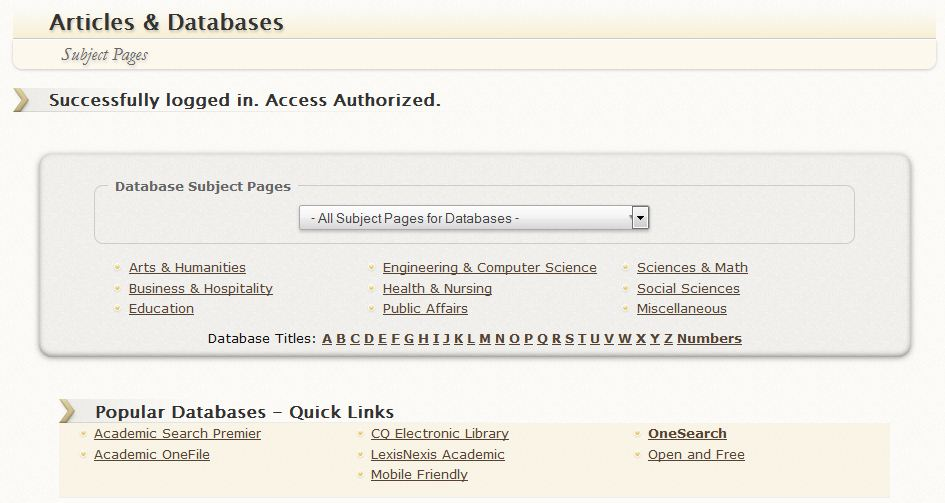 Articles & Databases
Subject Pages
Successfully logged in. Access Authorized.
Database Subject Pages
- All Subject Pages for Databases -
Arts & Humanities Engineering & Computer Science Sciences & Math
Business & Hospitality Health & Nursing Social Sciences
Education Public Affairs Miscellaneous
Database Titles: A B C D E F G H I J K L M N O P Q R S T U V W X Y Z Numbers
Popular Databases - Quick Links
Academic Search Premier CQ Electronic Library OneSearch
Academic OneFile LexisNexis Academic Open and Free
Mobile Friendly